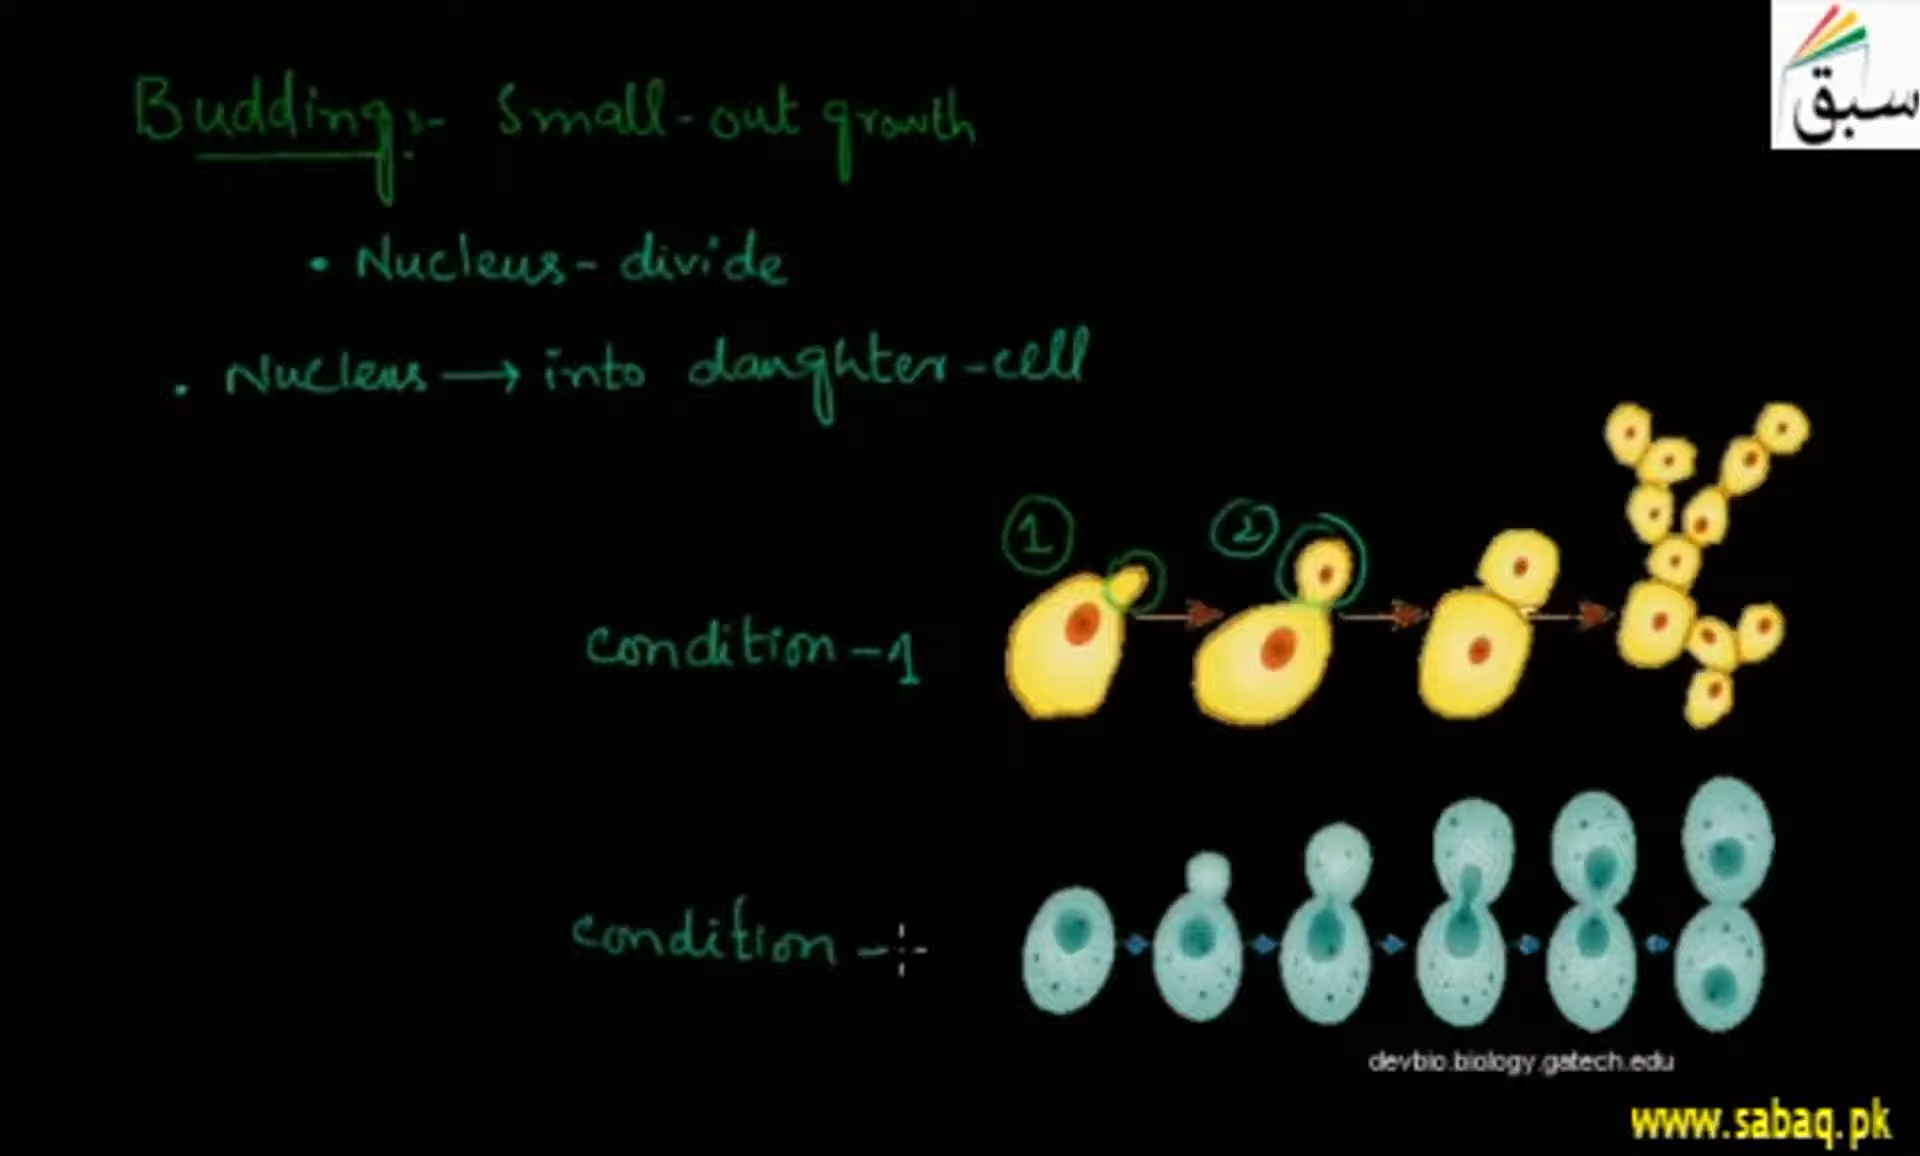 سبق
Budding:- Small-out growth
• Nucleus - divide
. Nucleus → into daughter-cell
1
2
condition - 1
condition -
devbio.biology.gatech.edu
www.sabaq.pk